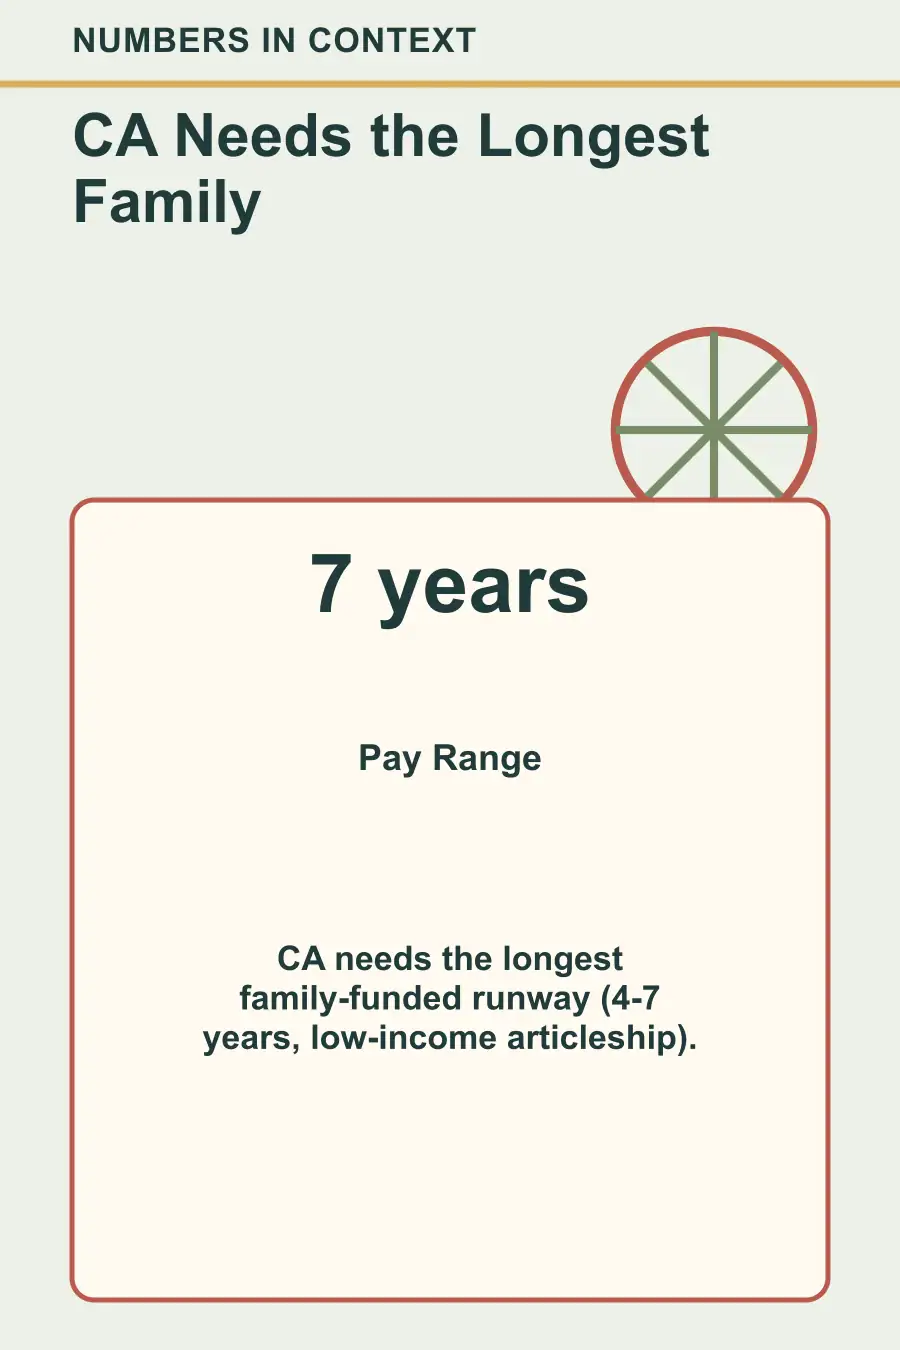 NUMBERS IN CONTEXT
CA Needs the Longest
Family
7 years
Pay Range
CA needs the longest
family-funded runway (4-7
years, low-income articleship).